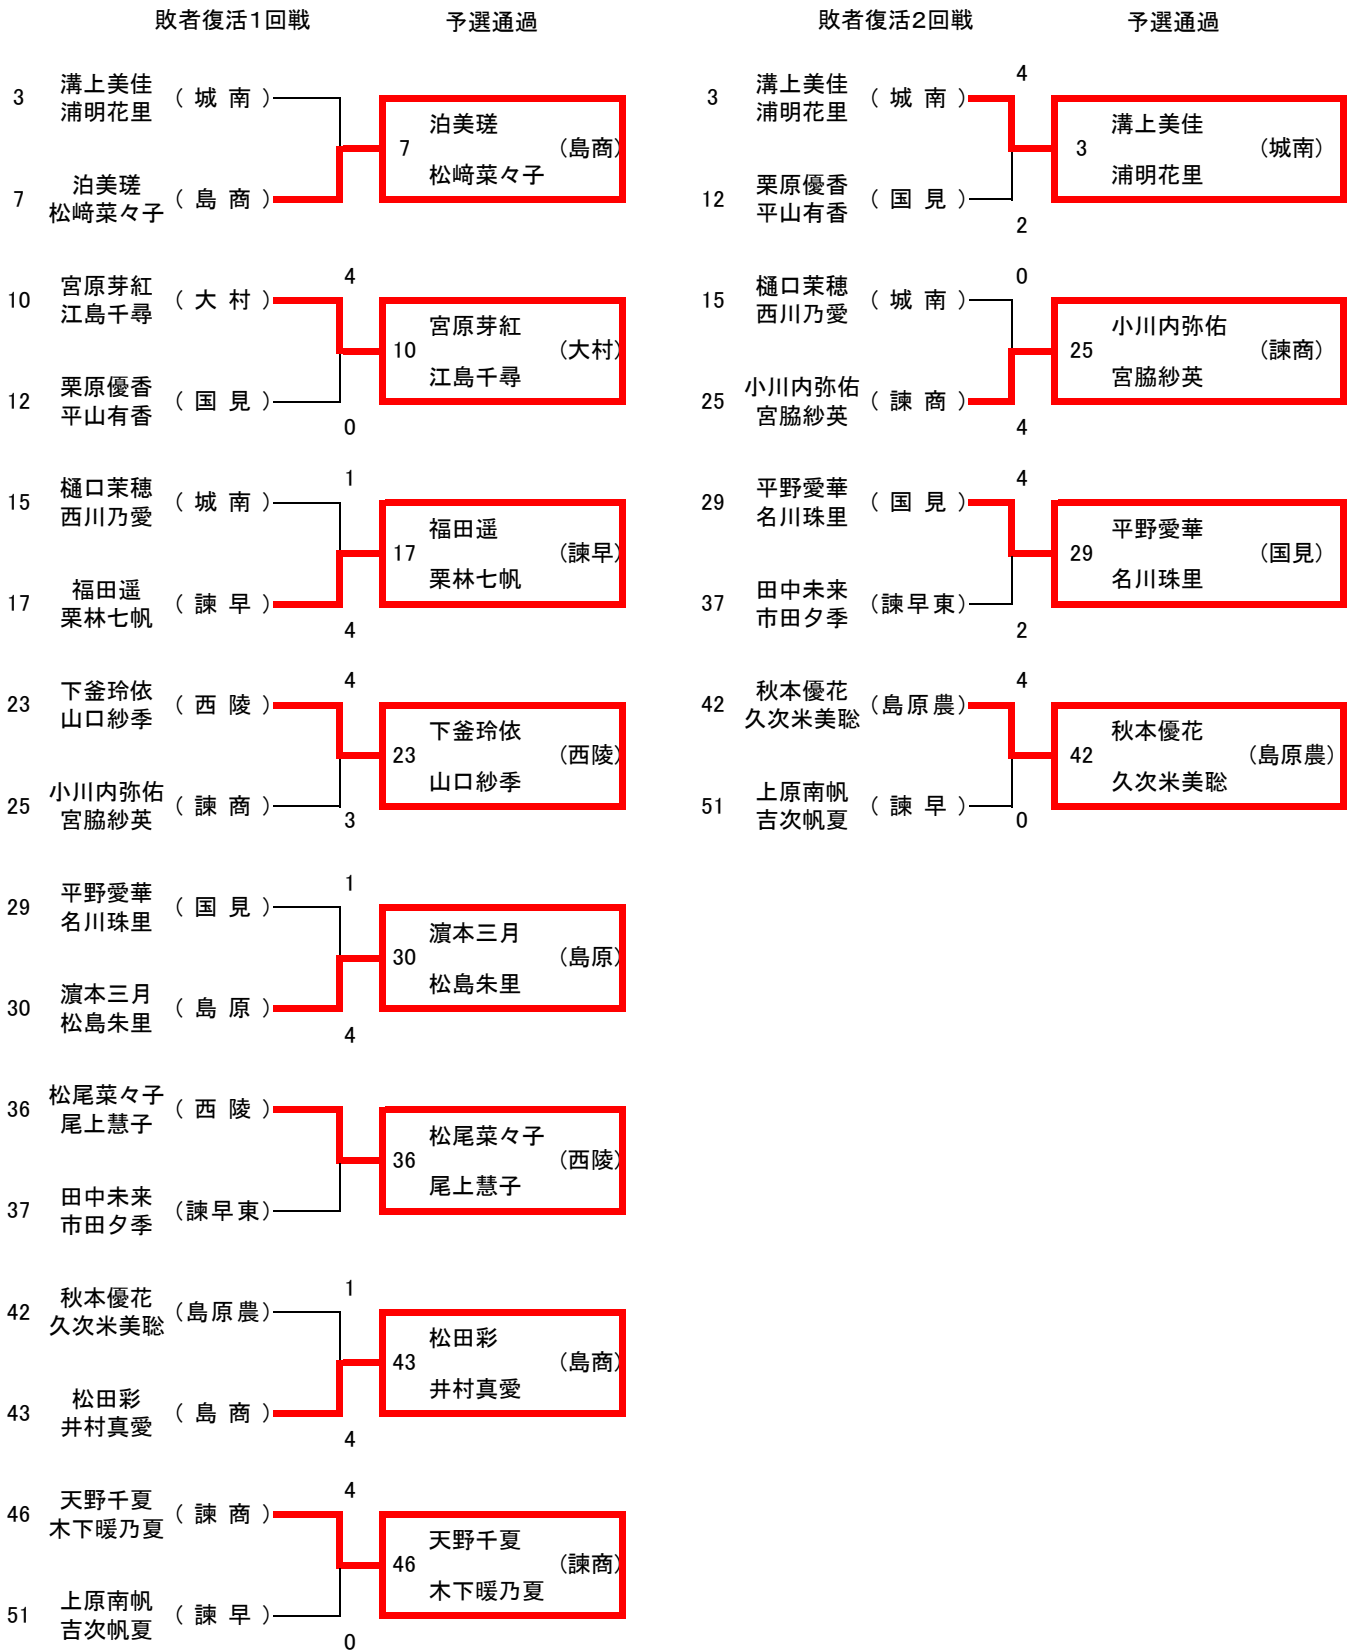 敗者復活1回戦 予選通過
3 溝上美佳 浦明花里 （ 城 南 ）
7 泊美瑳 松﨑菜々子 （島商）
7 泊美瑳 松﨑菜々子 （ 島 商 ）
4
10 宮原芽紅 江島千尋 （ 大 村 ）
10 宮原芽紅 江島千尋 （大村）
12 栗原優香 平山有香 （ 国 見 ）
0
1
15 樋口茉穂 西川乃愛 （ 城 南 ）
17 福田遥 栗林七帆 （諫早）
17 福田遥 栗林七帆 （ 諫 早 ）
4
4
23 下釜玲依 山口紗季 （ 西 陵 ）
23 下釜玲依 山口紗季 （西陵）
25 小川内弥佑 宮脇紗英 （ 諫 商 ）
3
1
29 平野愛華 名川珠里 （ 国 見 ）
30 濵本三月 松島朱里 （島原）
30 濵本三月 松島朱里 （ 島 原 ）
4
36 松尾菜々子 尾上慧子 （ 西 陵 ）
36 松尾菜々子 尾上慧子 （西陵）
37 田中未来 市田夕季 （諫早東）
1
42 秋本優花 久次米美聡 （島原農）
43 松田彩 井村真愛 （島商）
43 松田彩 井村真愛 （ 島 商 ）
4
4
46 天野千夏 木下暖乃夏 （ 諫 商 ）
46 天野千夏 木下暖乃夏 （諫商）
51 上原南帆 吉次帆夏 （ 諫 早 ）
0
敗者復活2回戦 予選通過
4
3 溝上美佳 浦明花里 （ 城 南 ）
3 溝上美佳 浦明花里 （城南）
12 栗原優香 平山有香 （ 国 見 ）
2
0
15 樋口茉穂 西川乃愛 （ 城 南 ）
25 小川内弥佑 宮脇紗英 （諫商）
25 小川内弥佑 宮脇紗英 （ 諫 商 ）
4
4
29 平野愛華 名川珠里 （ 国 見 ）
29 平野愛華 名川珠里 （国見）
37 田中未来 市田夕季 （諫早東）
2
4
42 秋本優花 久次米美聡 （島原農）
42 秋本優花 久次米美聡 （島原農）
51 上原南帆 吉次帆夏 （ 諫 早 ）
0